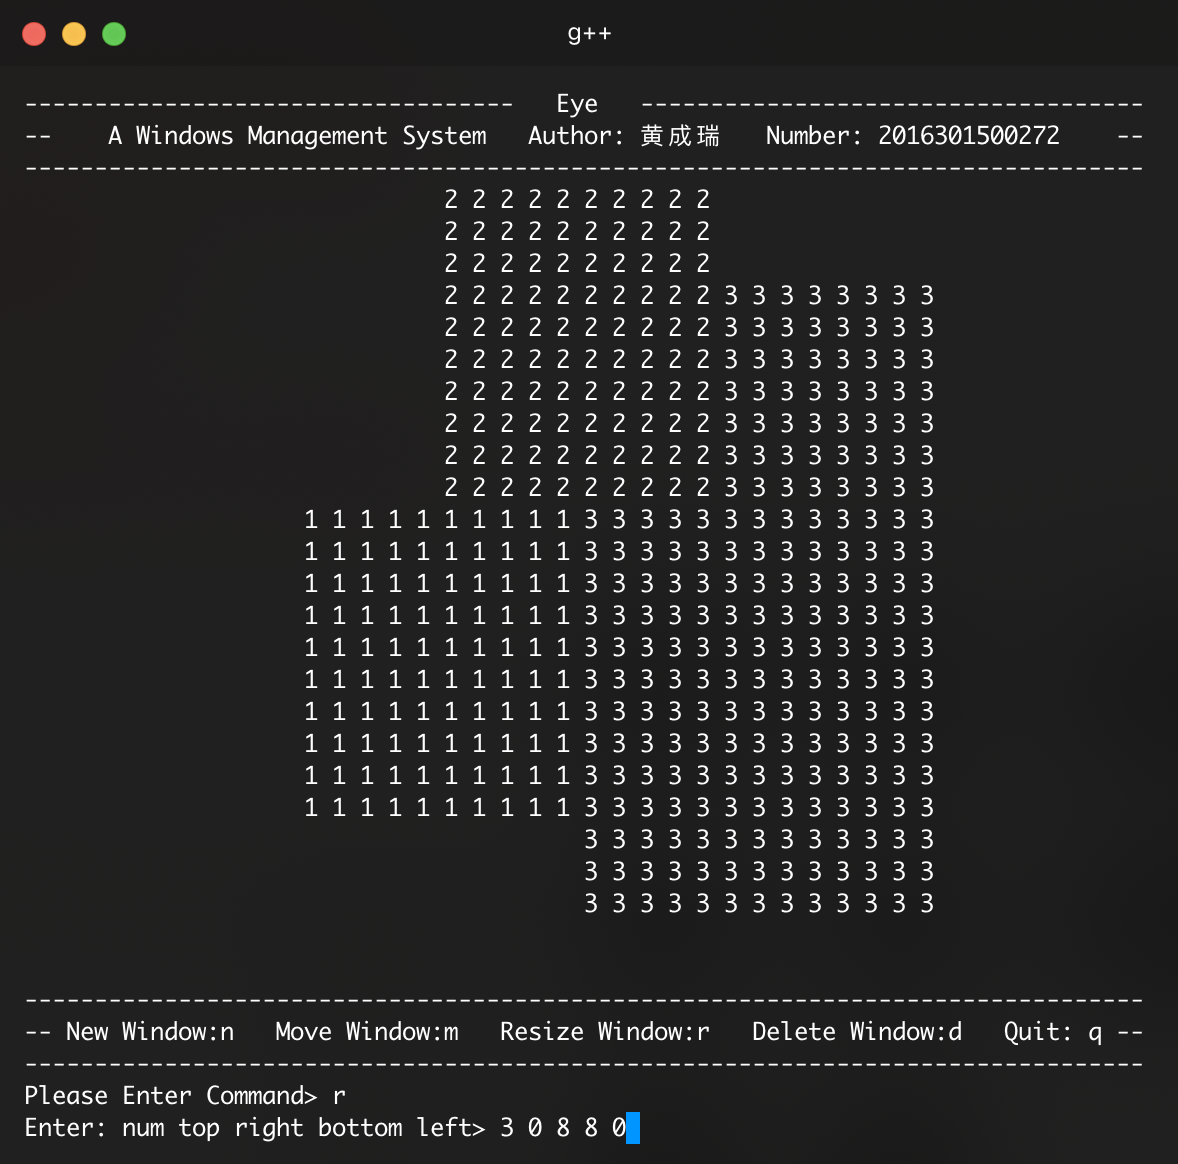 g++
-----------------------------------   Eye   ------------------------------------
--    A Windows Management System   Author: 黄成瑞   Number: 2016301500272    --
--------------------------------------------------------------------------------
2 2 2 2 2 2 2 2 2 2
2 2 2 2 2 2 2 2 2 2
2 2 2 2 2 2 2 2 2 2
2 2 2 2 2 2 2 2 2 2 3 3 3 3 3 3 3 3
2 2 2 2 2 2 2 2 2 2 3 3 3 3 3 3 3 3
2 2 2 2 2 2 2 2 2 2 3 3 3 3 3 3 3 3
2 2 2 2 2 2 2 2 2 2 3 3 3 3 3 3 3 3
2 2 2 2 2 2 2 2 2 2 3 3 3 3 3 3 3 3
2 2 2 2 2 2 2 2 2 2 3 3 3 3 3 3 3 3
2 2 2 2 2 2 2 2 2 2 3 3 3 3 3 3 3 3
1 1 1 1 1 1 1 1 1 1 3 3 3 3 3 3 3 3 3 3 3 3 3
1 1 1 1 1 1 1 1 1 1 3 3 3 3 3 3 3 3 3 3 3 3 3
1 1 1 1 1 1 1 1 1 1 3 3 3 3 3 3 3 3 3 3 3 3 3
1 1 1 1 1 1 1 1 1 1 3 3 3 3 3 3 3 3 3 3 3 3 3
1 1 1 1 1 1 1 1 1 1 3 3 3 3 3 3 3 3 3 3 3 3 3
1 1 1 1 1 1 1 1 1 1 3 3 3 3 3 3 3 3 3 3 3 3 3
1 1 1 1 1 1 1 1 1 1 3 3 3 3 3 3 3 3 3 3 3 3 3
1 1 1 1 1 1 1 1 1 1 3 3 3 3 3 3 3 3 3 3 3 3 3
1 1 1 1 1 1 1 1 1 1 3 3 3 3 3 3 3 3 3 3 3 3 3
1 1 1 1 1 1 1 1 1 1 3 3 3 3 3 3 3 3 3 3 3 3 3
3 3 3 3 3 3 3 3 3 3 3 3 3
3 3 3 3 3 3 3 3 3 3 3 3 3
3 3 3 3 3 3 3 3 3 3 3 3 3
--------------------------------------------------------------------------------
-- New Window:n   Move Window:m   Resize Window:r   Delete Window:d   Quit: q --
--------------------------------------------------------------------------------
Please Enter Command> r
Enter: num top right bottom left> 3 0 8 8 0